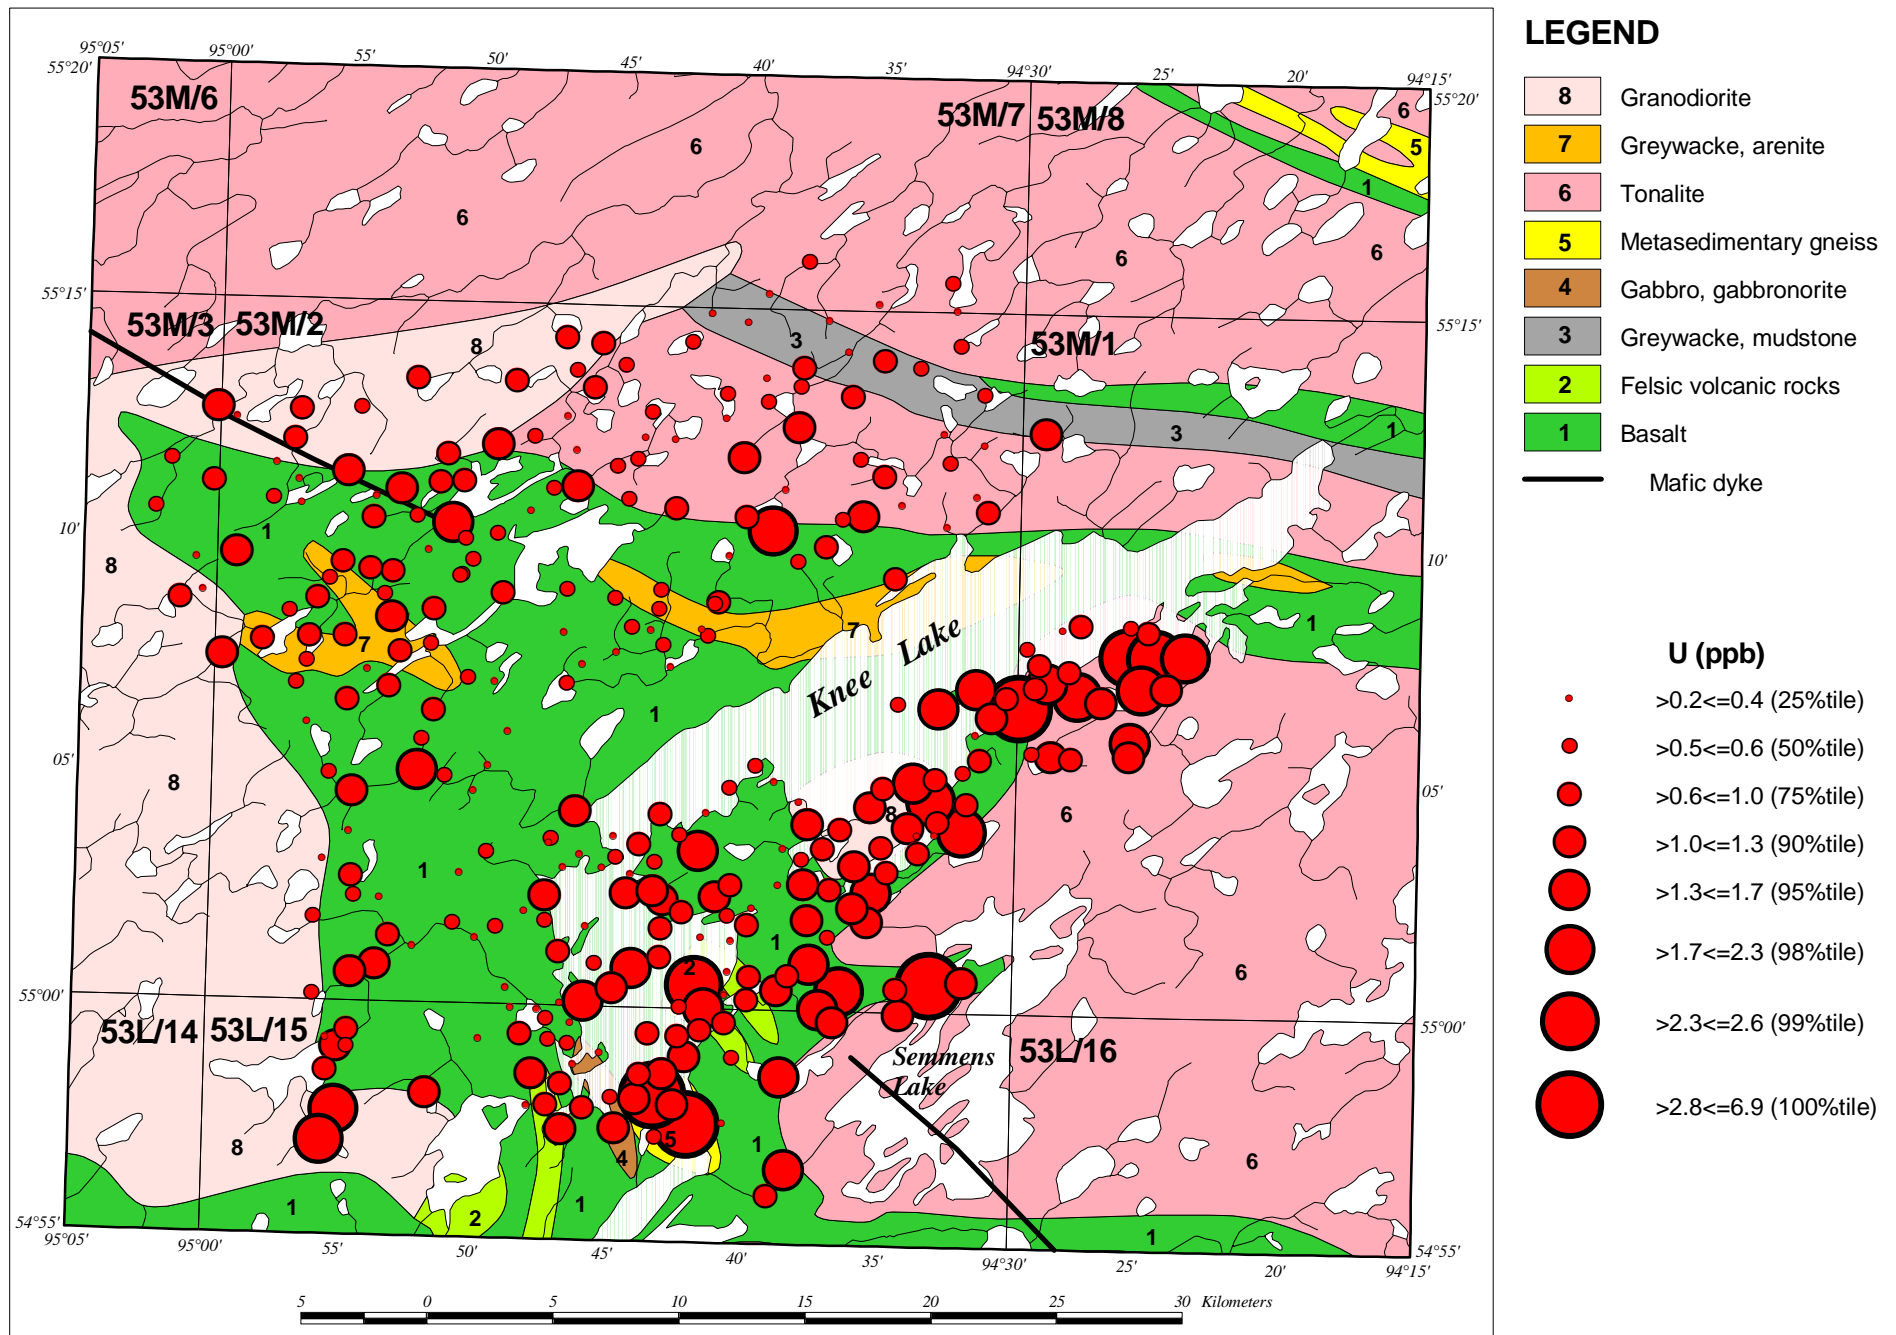 LEGEND
8 Granodiorite
7 Greywacke, arenite
6 Tonalite
5 Metasedimentary gneiss
4 Gabbro, gabbronorite
3 Greywacke, mudstone
2 Felsic volcanic rocks
1 Basalt
Mafic dyke
U (ppb)
>0.2<=0.4 (25%tile)
>0.5<=0.6 (50%tile)
>0.6<=1.0 (75%tile)
>1.0<=1.3 (90%tile)
>1.3<=1.7 (95%tile)
>1.7<=2.3 (98%tile)
>2.3<=2.6 (99%tile)
>2.8<=6.9 (100%tile)
95°05' 95°00' 55' 50' 45' 40' 35' 94°30' 25' 20' 94°15'
55°20' 55°20'
53M/6 53M/7 53M/8
6 6 5
6 1
6 6 6
55°15' 55°15'
53M/3 53M/2 53M/1
8 3
3 1
10' 10'
1
8
7 7 1
Knee Lake
1
05' 05'
8 8 6
1
1
2 6
55°00' 55°00'
53L/14 53L/15 53L/16
Semmens
Lake
8 5 1
4 6
1 2 1 1
54°55' 54°55'
95°05' 95°00' 55' 50' 45' 40' 35' 94°30' 25' 20' 94°15'
5 0 5 10 15 20 25 30 Kilometers